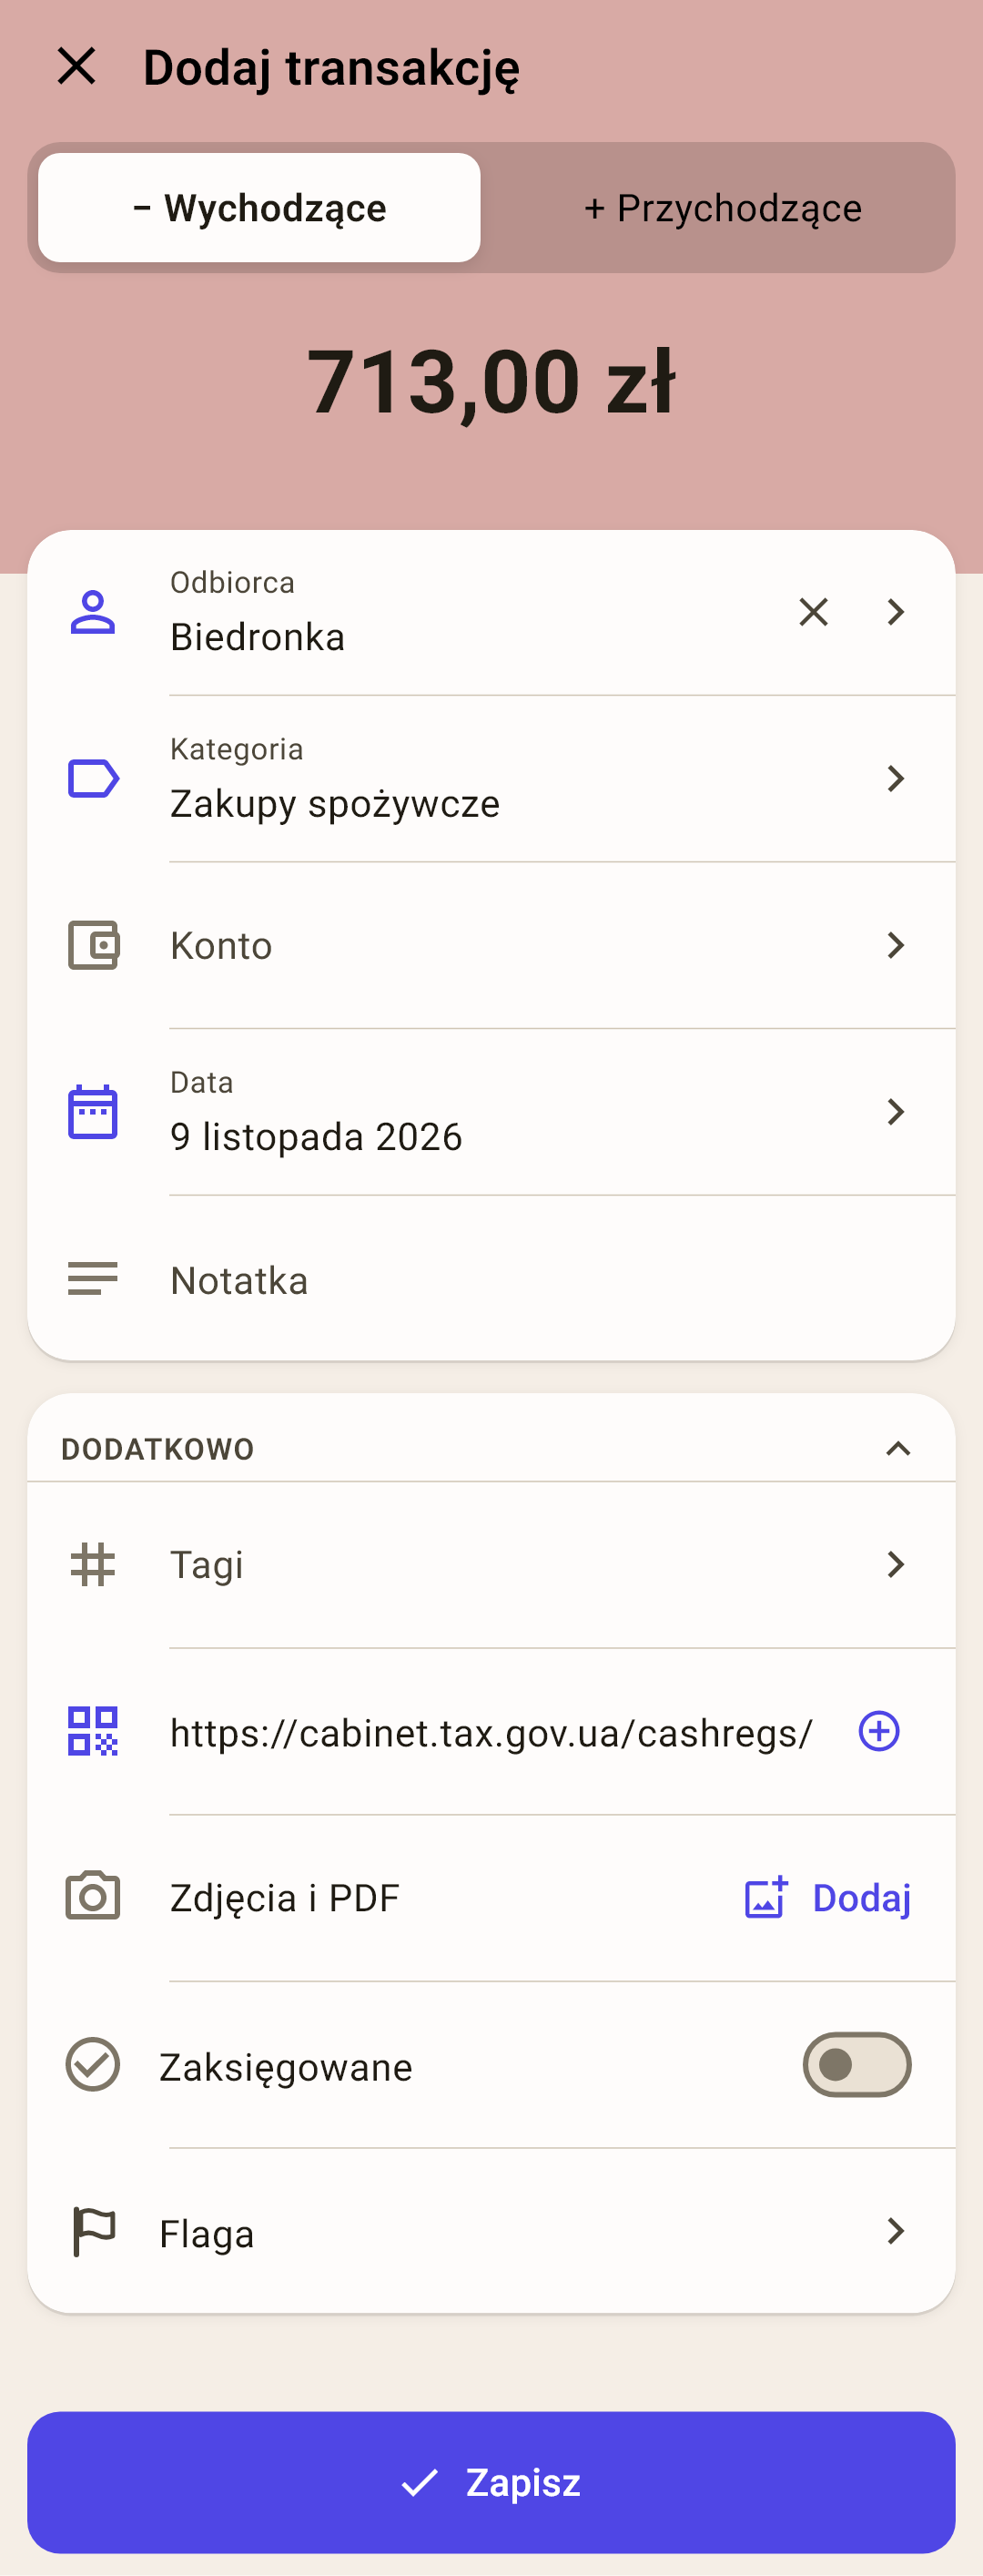 Dodaj transakcję
− Wychodzące
+ Przychodzące
713,00 zł
Odbiorca
Biedronka
Kategoria
Zakupy spożywcze
Konto
Data
9 listopada 2026
Notatka
DODATKOWO
Tagi
https://cabinet.tax.gov.ua/cashregs/
Zdjęcia i PDF
Dodaj
Zaksięgowane
Flaga
Zapisz